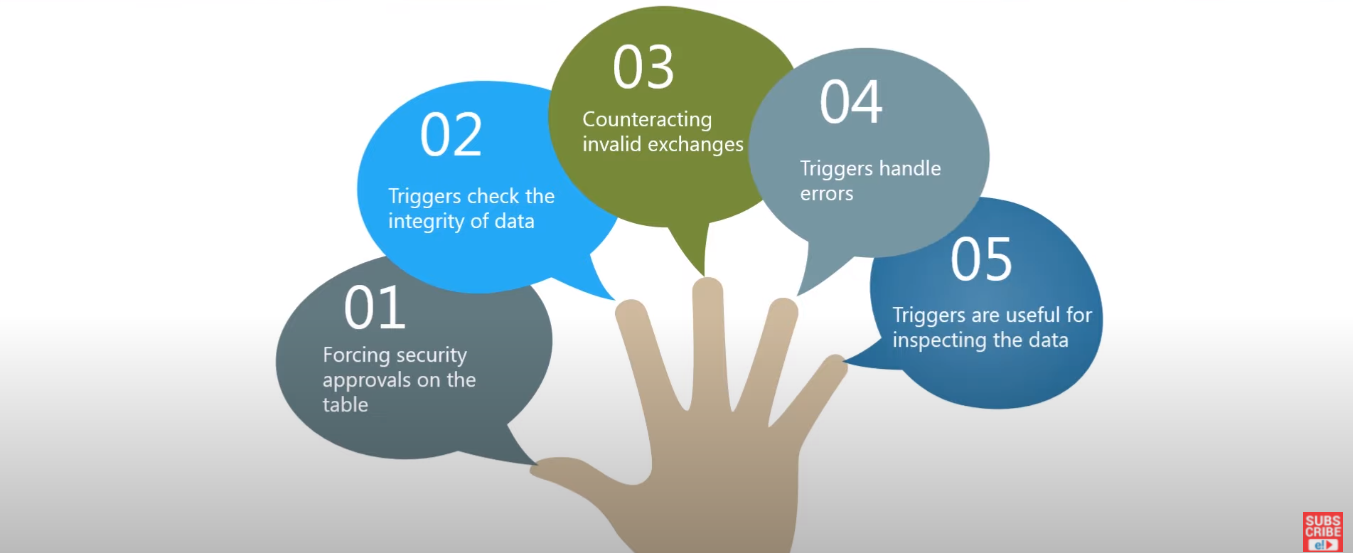 01
Forcing security
approvals on the
table
02
Triggers check the
integrity of data
03
Counteracting
invalid exchanges
04
Triggers handle
errors
05
Triggers are useful for
inspecting the data
SUBS
CRIBE
e!